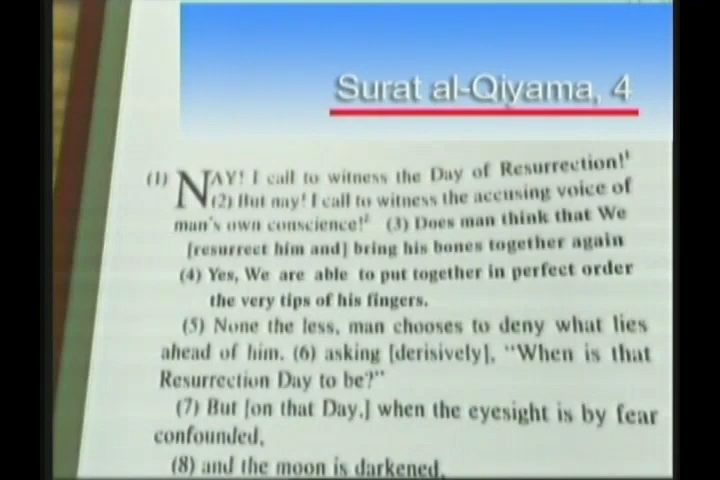 Surat al-Qiyama, 4
(1) NAY! I call to witness the Day of Resurrection!¹
(2) But nay! I call to witness the accusing voice of
man's own conscience!² (3) Does man think that We
[resurrect him and] bring his bones together again
(4) Yes, We are able to put together in perfect order
the very tips of his fingers.
(5) None the less, man chooses to deny what lies
ahead of him, (6) asking [derisively], "When is that
Resurrection Day to be?"
(7) But [on that Day,] when the eyesight is by fear
confounded,
(8) and the moon is darkened,